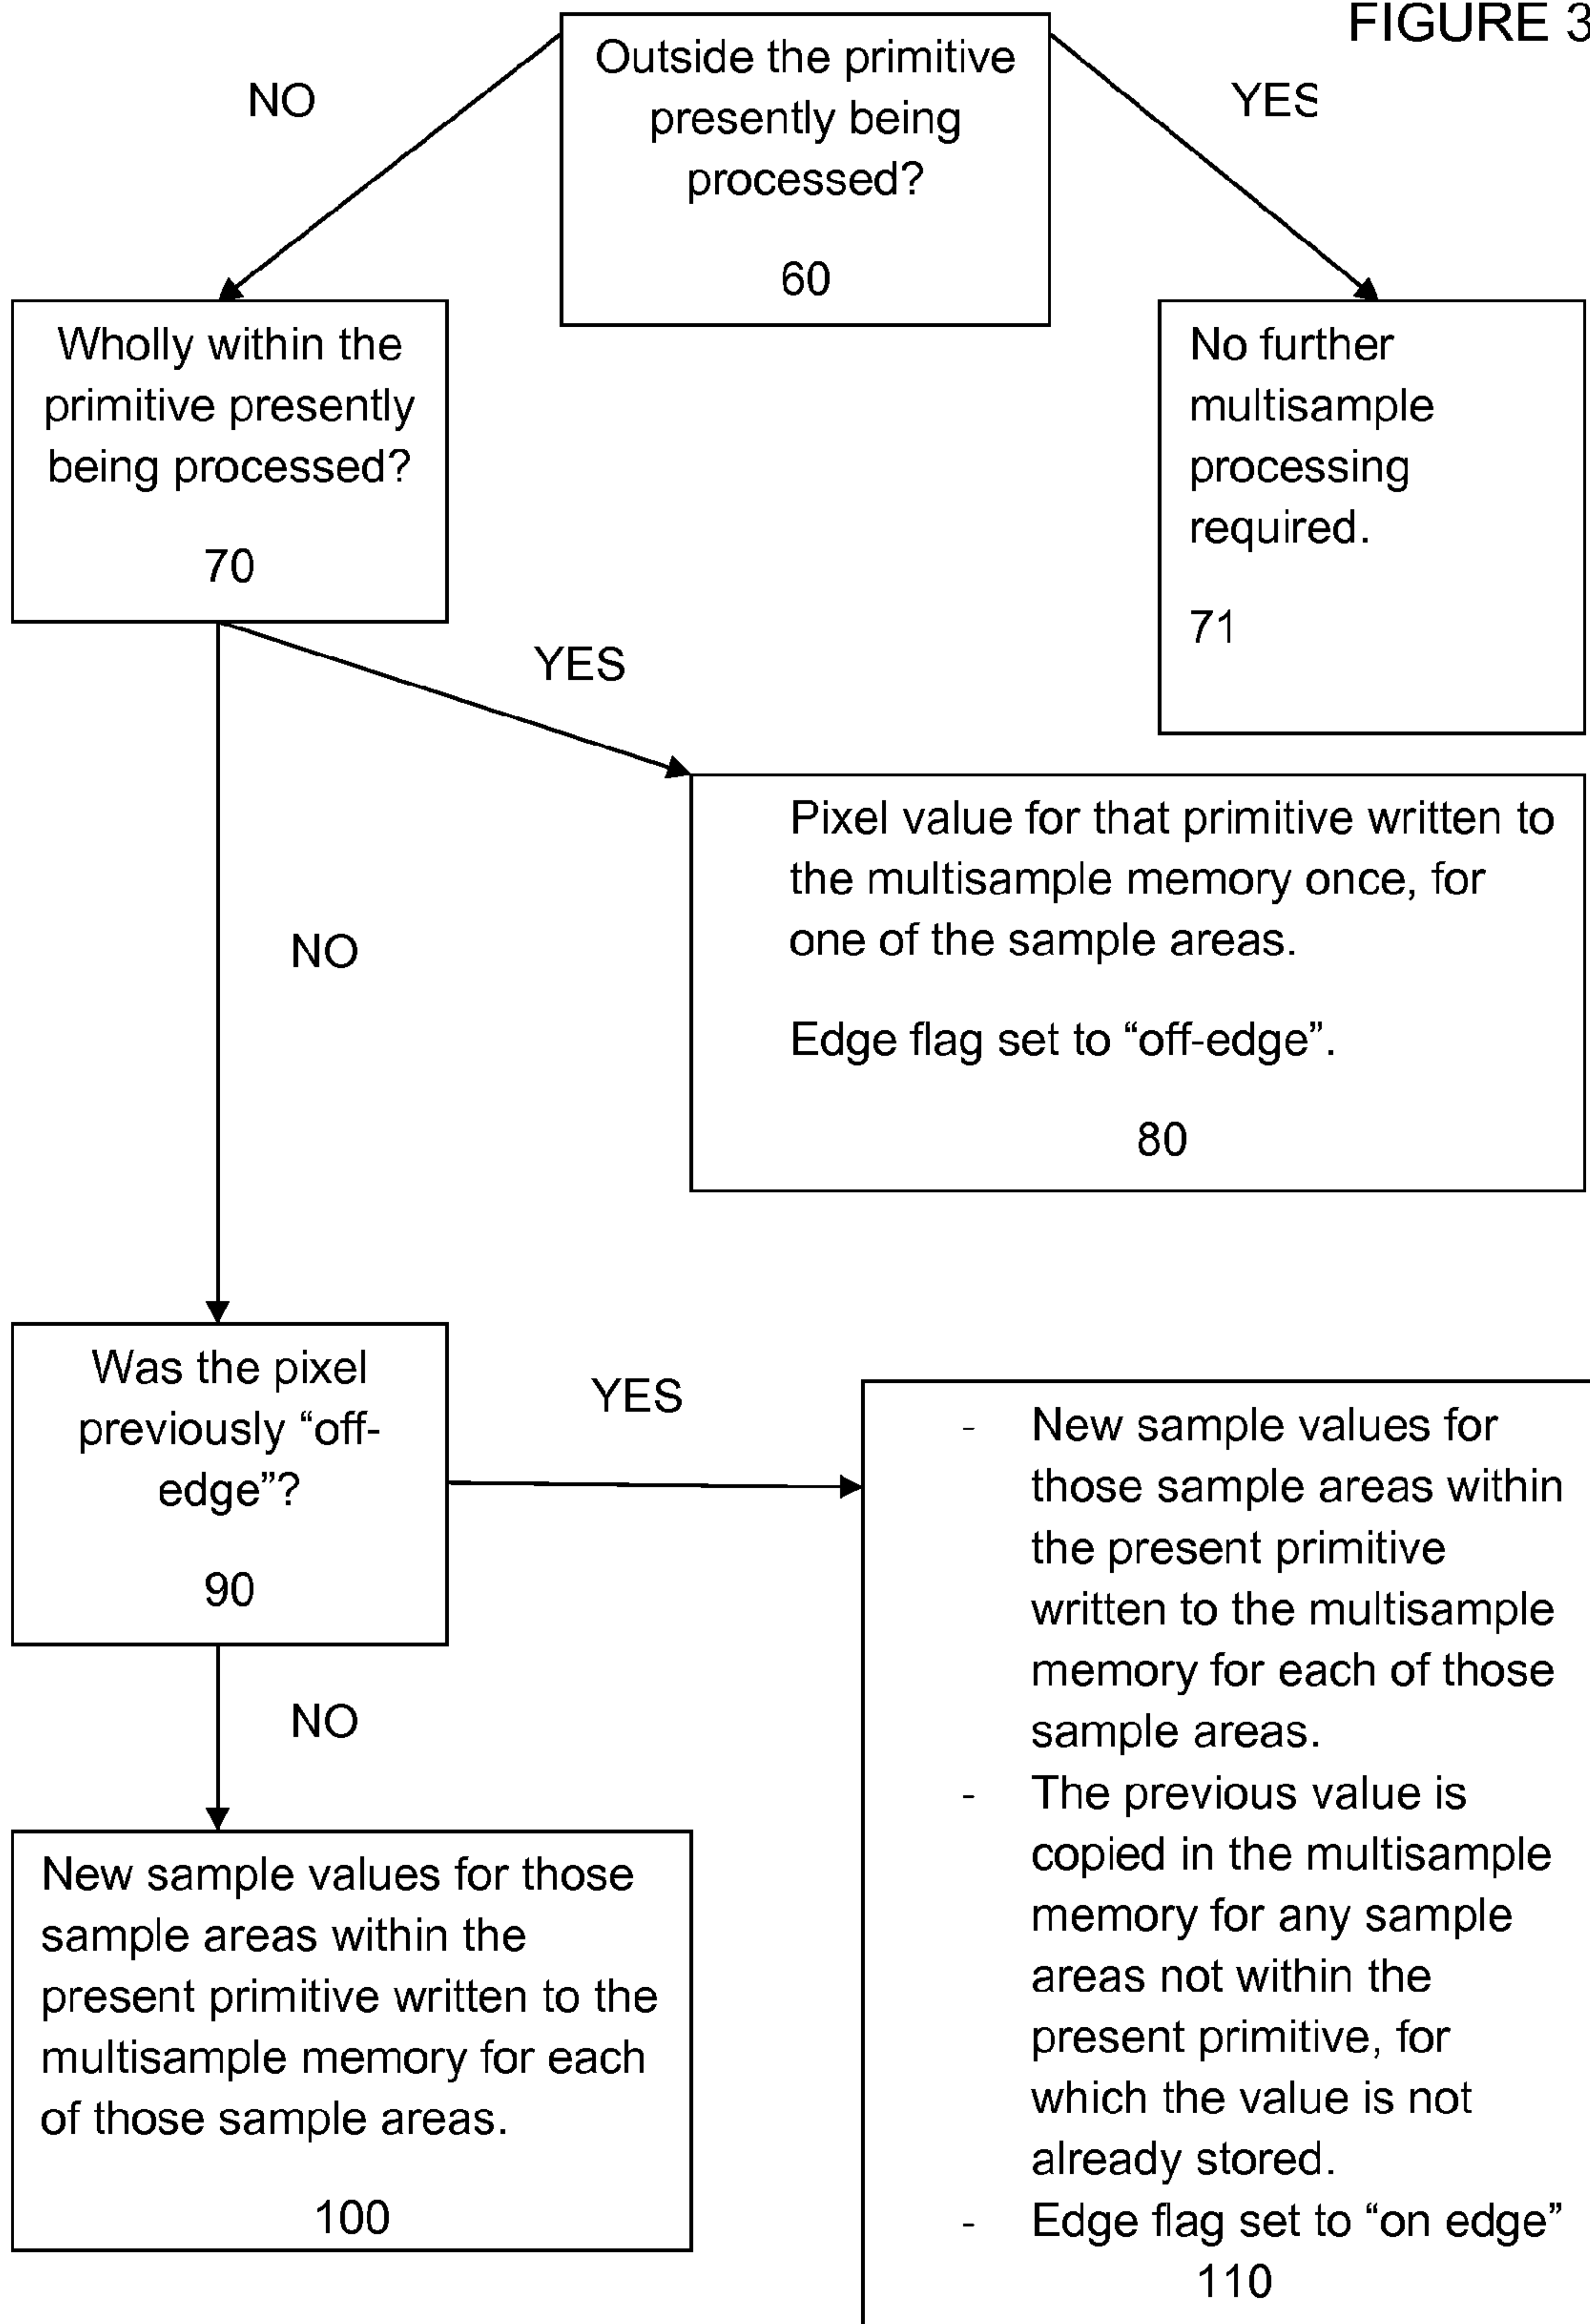 FIGURE 3
Outside the primitive
presently being
processed?
60
NO
YES
Wholly within the
primitive presently
being processed?
70
No further
multisample
processing
required.
71
YES
Pixel value for that primitive written to
the multisample memory once, for
one of the sample areas.
Edge flag set to “off-edge”.
80
NO
Was the pixel
previously “off-
edge”?
90
YES
- New sample values for
those sample areas within
the present primitive
written to the multisample
memory for each of those
sample areas.
- The previous value is
copied in the multisample
memory for any sample
areas not within the
present primitive, for
which the value is not
already stored.
- Edge flag set to “on edge”
110
NO
New sample values for those
sample areas within the
present primitive written to the
multisample memory for each
of those sample areas.
100